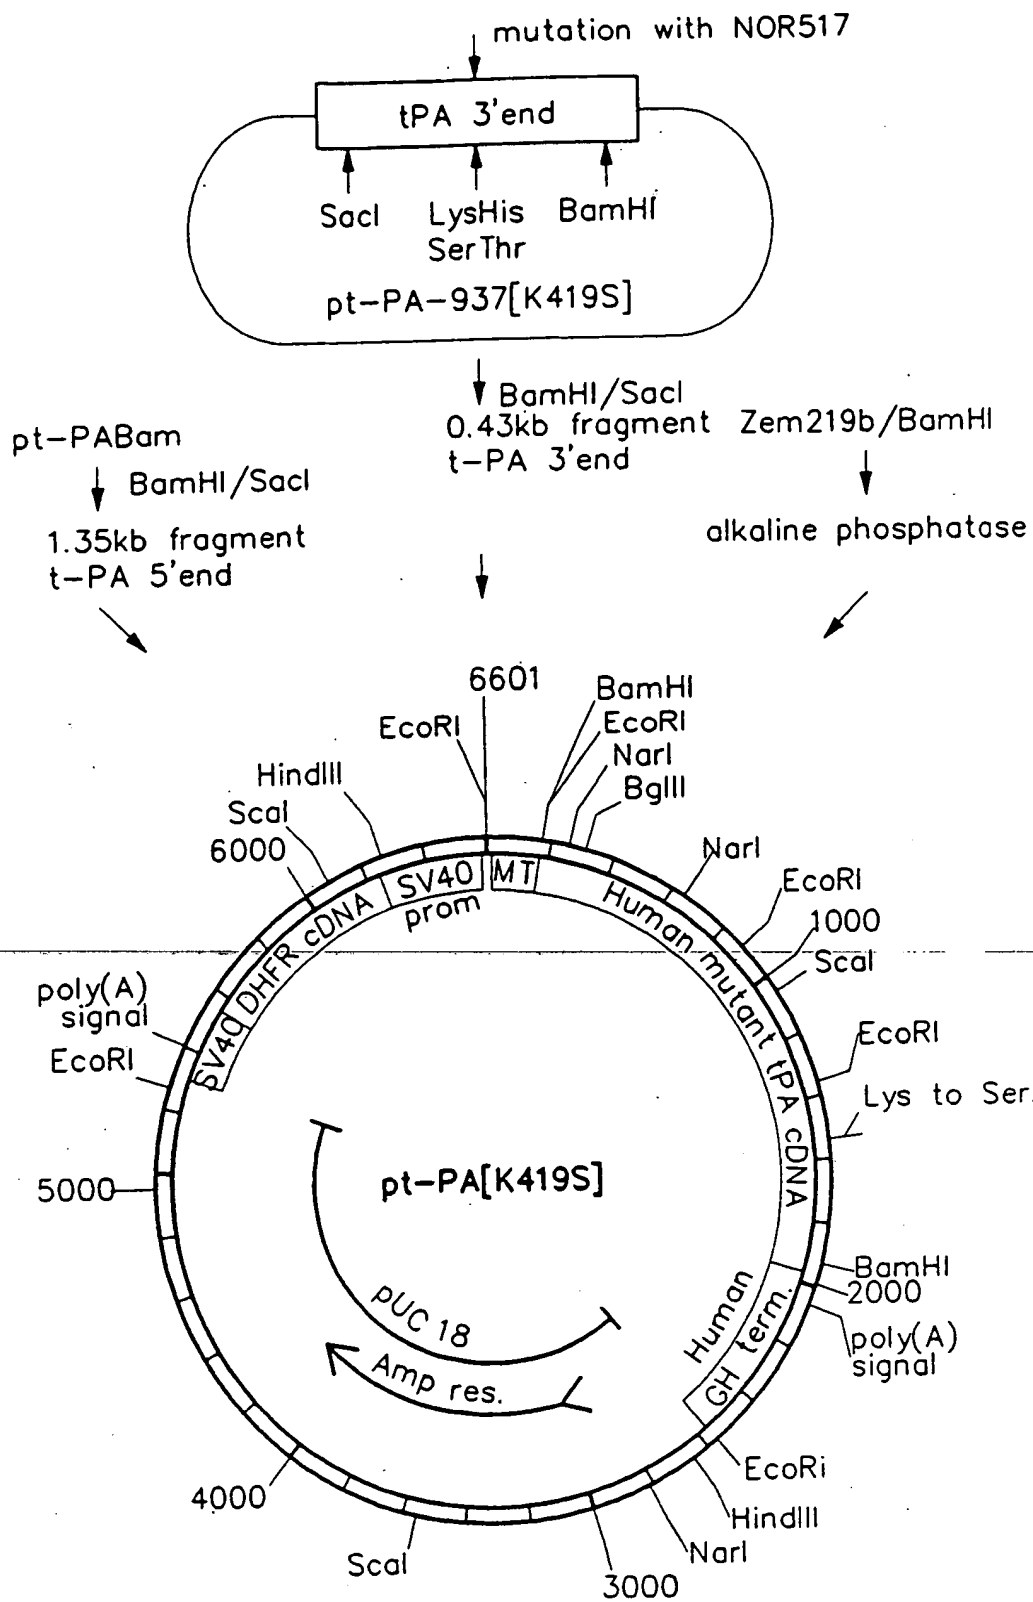 mutation with NOR517
tPA 3'end
SacI
LysHis
SerThr
BamHI
pt-PA-937[K419S]
BamHI/SacI
0.43kb fragment
t-PA 3'end
pt-PABam
BamHI/SacI
1.35kb fragment
t-PA 5'end
Zem219b/BamHI
alkaline phosphatase
6601
BamHI
EcoRI
NarI
BglII
NarI
EcoRI
1000
ScaI
EcoRI
Lys to Ser.
BamHI
2000
poly(A)
signal
EcoRi
HindIII
NarI
3000
ScaI
4000
5000
EcoRI
poly(A)
signal
6000
ScaI
HindIII
EcoRI
SV40
prom
MT
Human mutant tPA cDNA
Human
GH term.
SV40
DHFR cDNA
pt-PA[K419S]
pUC 18
Amp res.